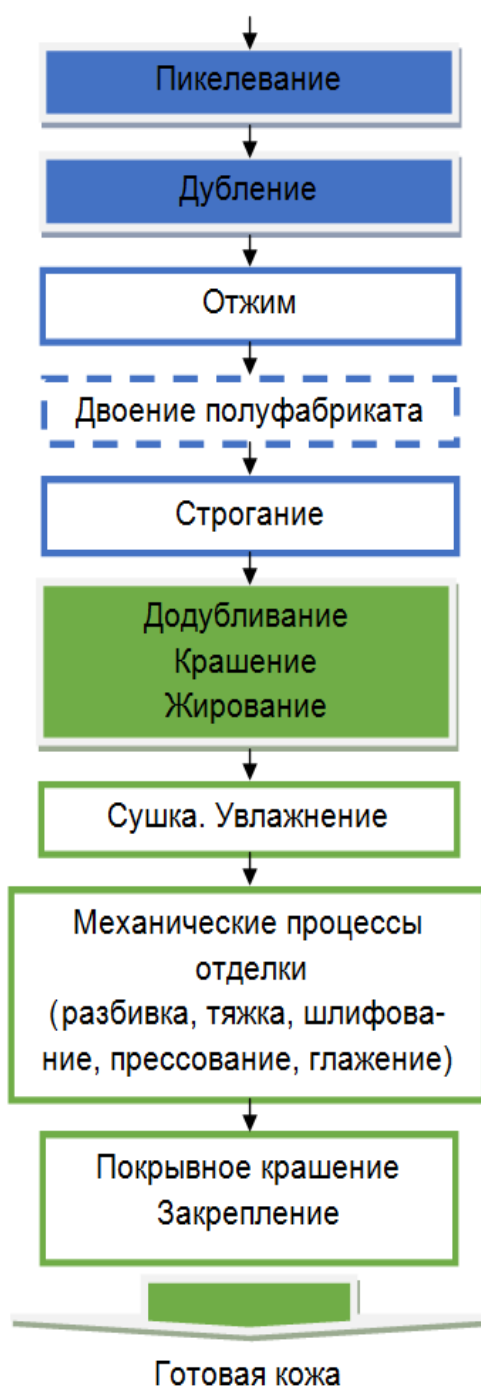 Пикелевание
Дубление
Отжим
Двоение полуфабриката
Строгание
Додубливание
Крашение
Жирование
Сушка. Увлажнение
Механические процессы
отделки
(разбивка, тяжка, шлифова-
ние, прессование, глажение)
Покрывное крашение
Закрепление
Готовая кожа